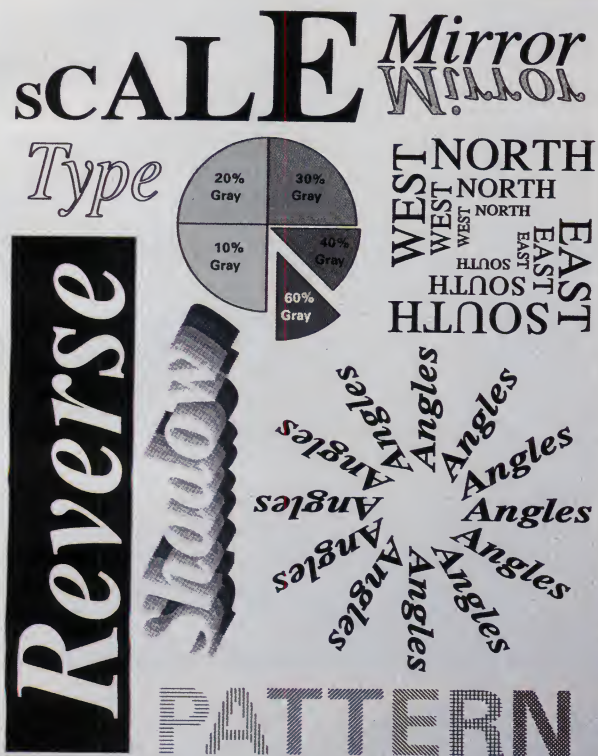 sCALE
Mirror
Mirror
Type
20%
Gray
30%
Gray
40%
Gray
10%
Gray
60%
Gray
NORTH
NORTH
NORTH
WEST
WEST
WEST
EAST
EAST
EAST
SOUTH
SOUTH
SOUTH
Reverse
Shadow
Angles
Angles
Angles
Angles
Angles
Angles
Angles
Angles
Angles
Angles
Angles
Angles
PATTERN